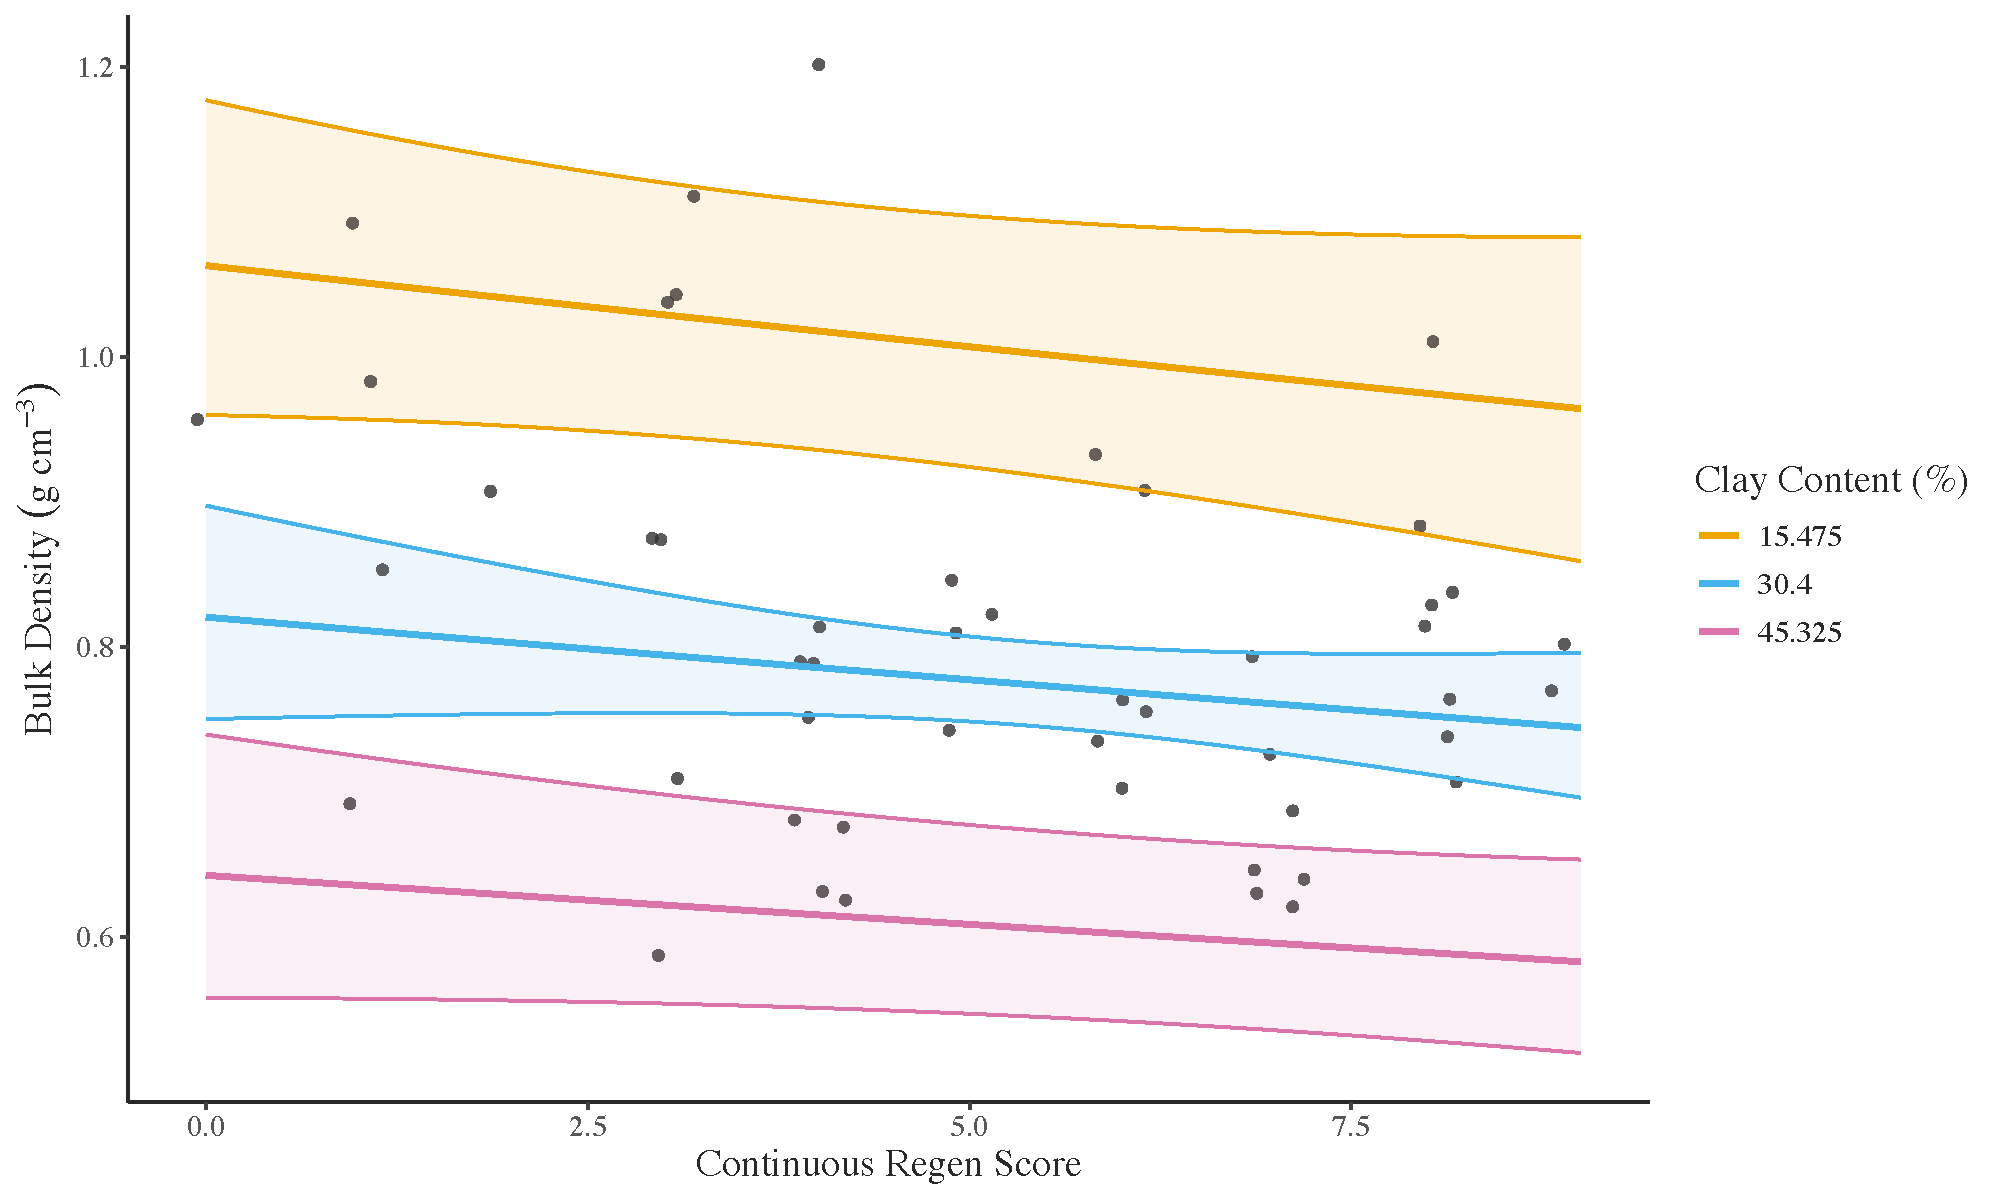 1.2
1.0
0.8
0.6
Bulk Density (g cm⁻³)
0.0 2.5 5.0 7.5
Continuous Regen Score
Clay Content (%)
15.475
30.4
45.325